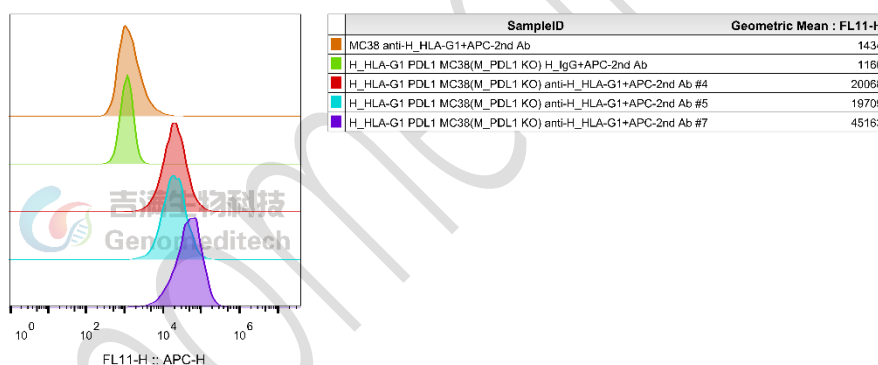 SampleID Geometric Mean : FL11-H
MC38 anti-H_HLA-G1+APC-2nd Ab 1434
H_HLA-G1 PDL1 MC38(M_PDL1 KO) H_IgG+APC-2nd Ab 1160
H_HLA-G1 PDL1 MC38(M_PDL1 KO) anti-H_HLA-G1+APC-2nd Ab #4 20068
H_HLA-G1 PDL1 MC38(M_PDL1 KO) anti-H_HLA-G1+APC-2nd Ab #5 19709
H_HLA-G1 PDL1 MC38(M_PDL1 KO) anti-H_HLA-G1+APC-2nd Ab #7 45163
吉满生物科技
Genomeditech
10^0 10^2 10^4 10^6
FL11-H :: APC-H